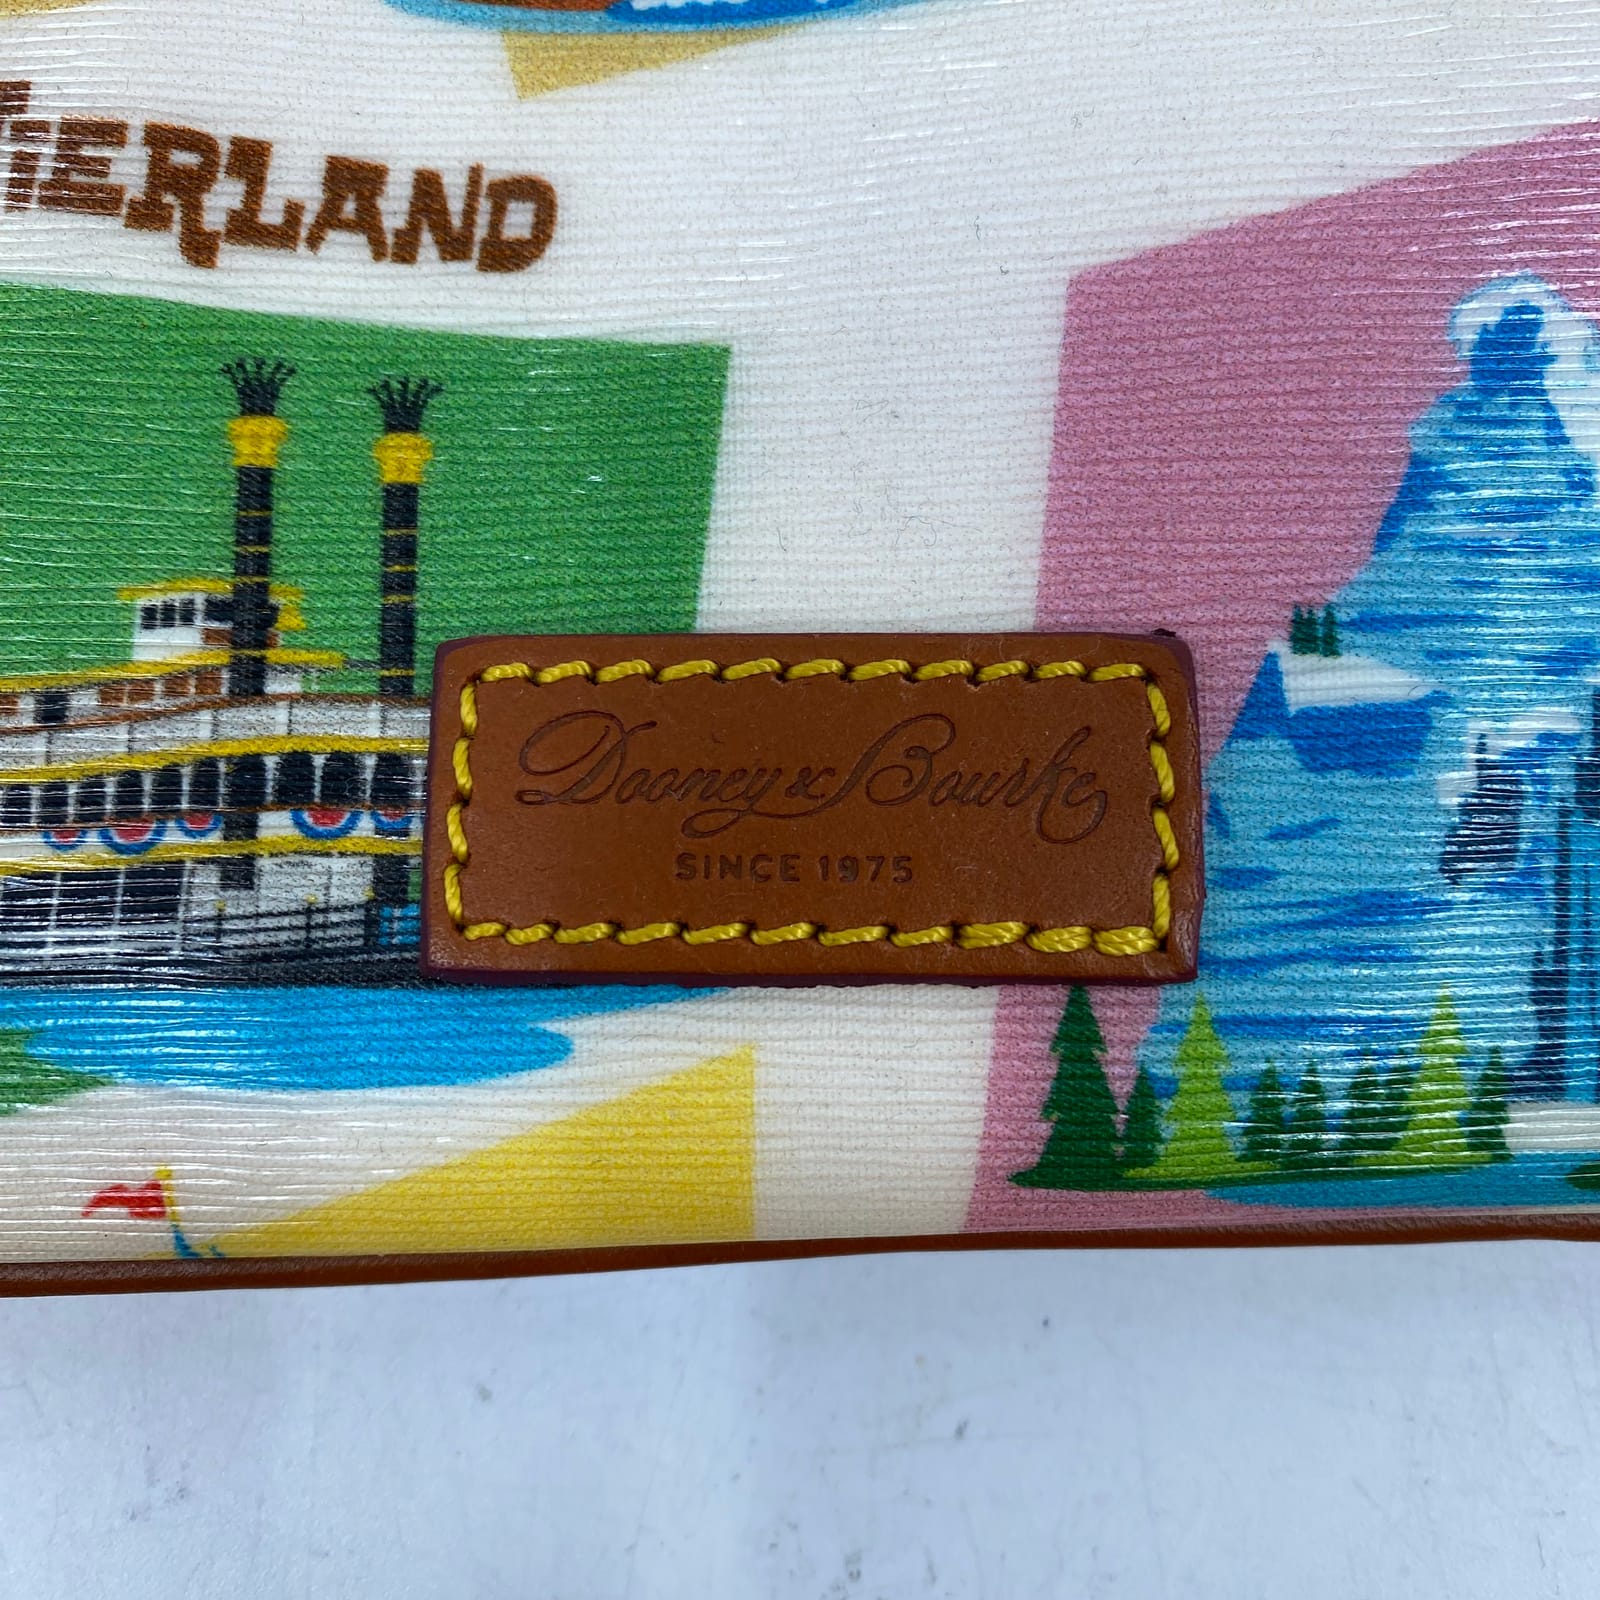 IERLAND
Dooney & Bourke
SINCE 1975